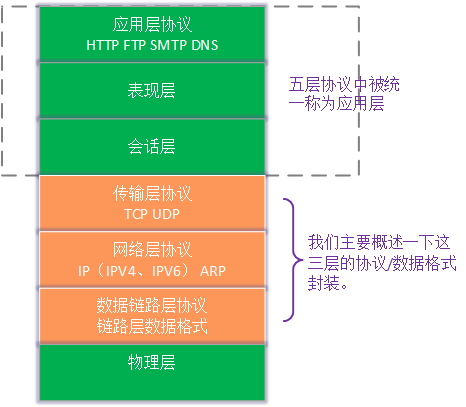 应用层协议
HTTP FTP SMTP DNS
表现层
五层协议中被统
一称为应用层
会话层
传输层协议
TCP UDP
网络层协议
IP（IPV4、IPV6） ARP
我们主要概述一下这
三层的协议/数据格式
封装。
数据链路层协议
链路层数据格式
物理层